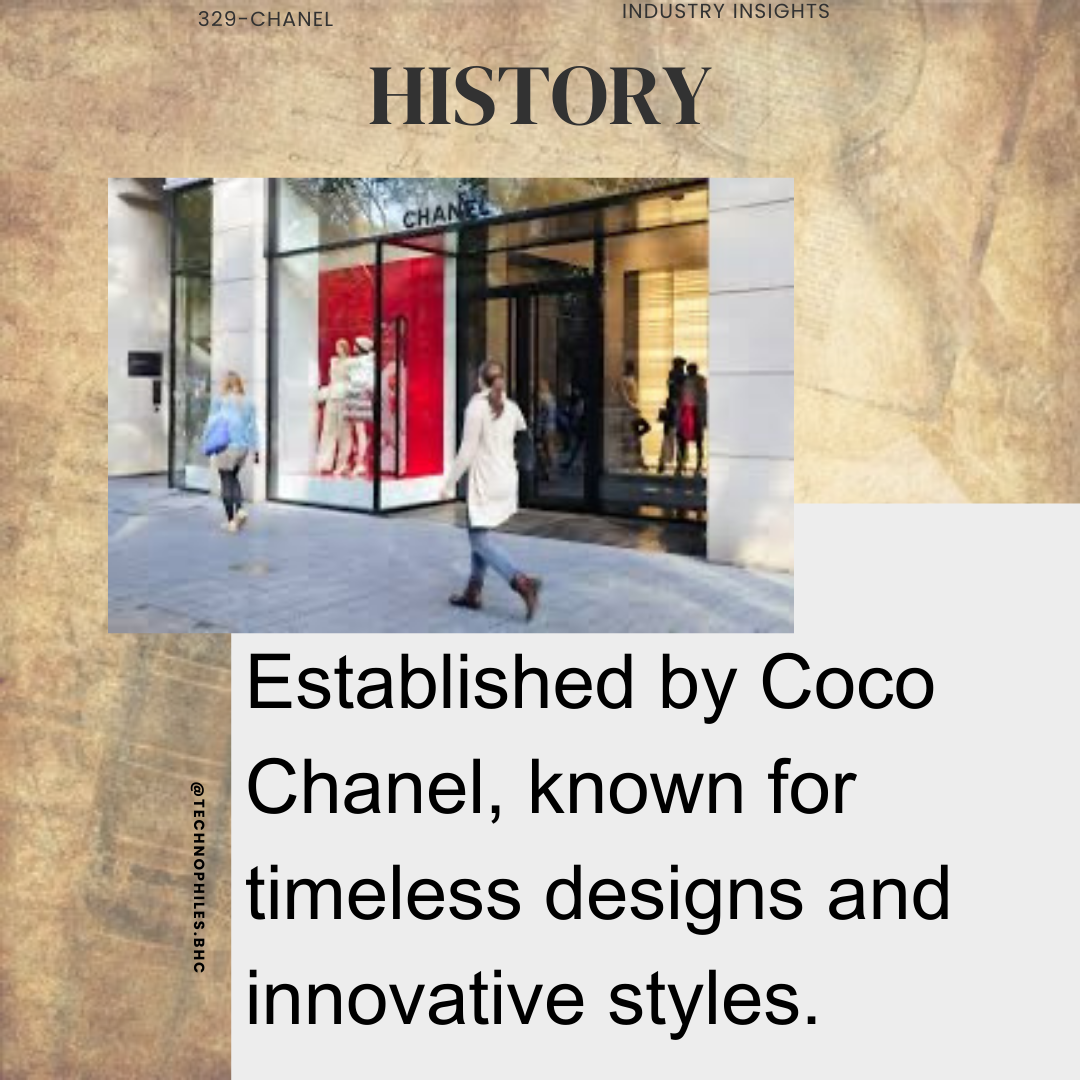 329-CHANEL
INDUSTRY INSIGHTS
HISTORY
CHANEL
Established by Coco
Chanel, known for
timeless designs and
innovative styles.
@TECHNOPHILES.BHC